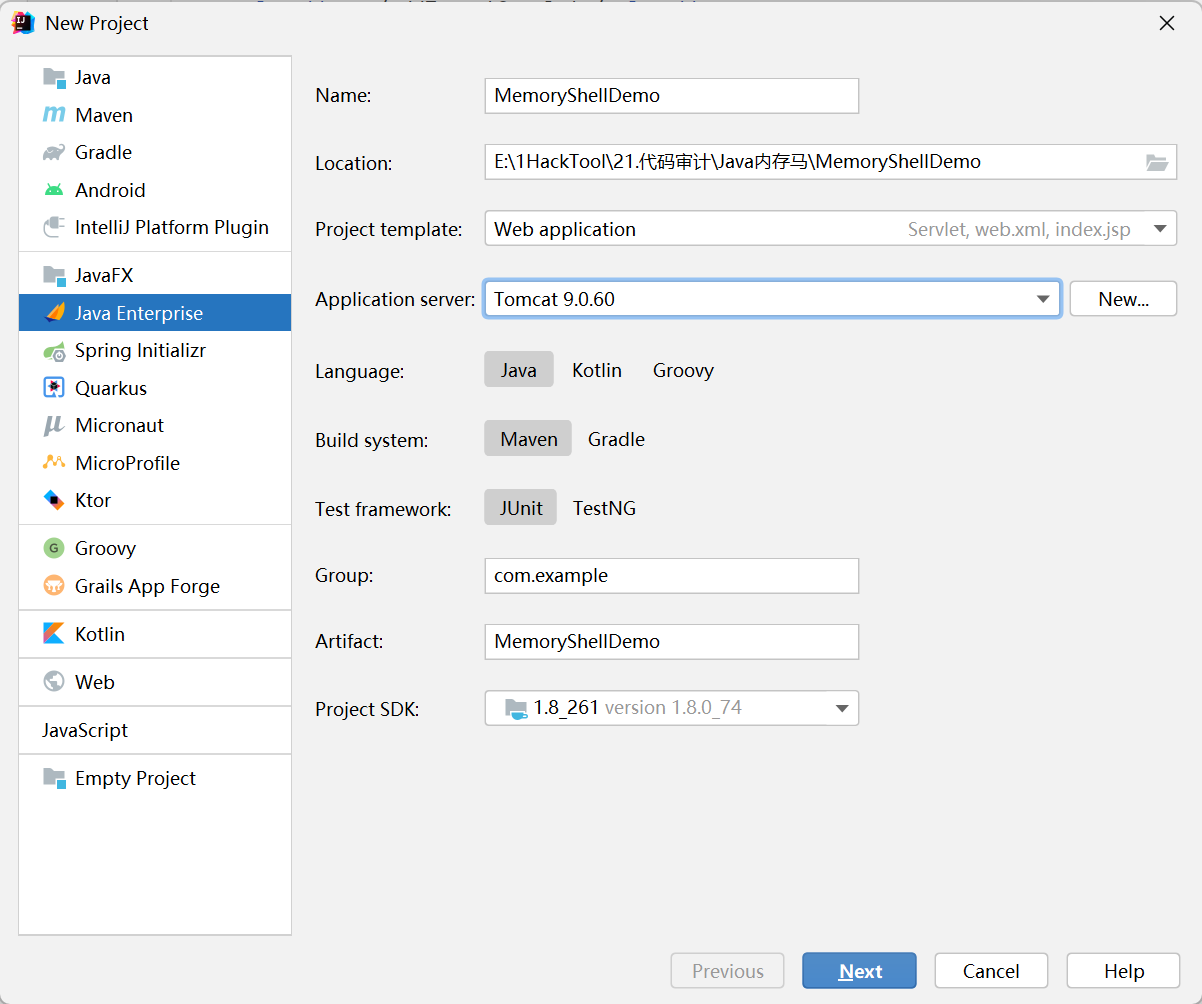 New Project
Java
Maven
Gradle
Android
IntelliJ Platform Plugin
JavaFX
Java Enterprise
Spring Initializr
Quarkus
Micronaut
MicroProfile
Ktor
Groovy
Grails App Forge
Kotlin
Web
JavaScript
Empty Project
Name: MemoryShellDemo
Location: E:\1HackTool\21.代码审计\Java内存马\MemoryShellDemo
Project template: Web application Servlet, web.xml, index.jsp
Application server: Tomcat 9.0.60 New...
Language: Java Kotlin Groovy
Build system: Maven Gradle
Test framework: JUnit TestNG
Group: com.example
Artifact: MemoryShellDemo
Project SDK: 1.8_261 version 1.8.0_74
Previous Next Cancel Help